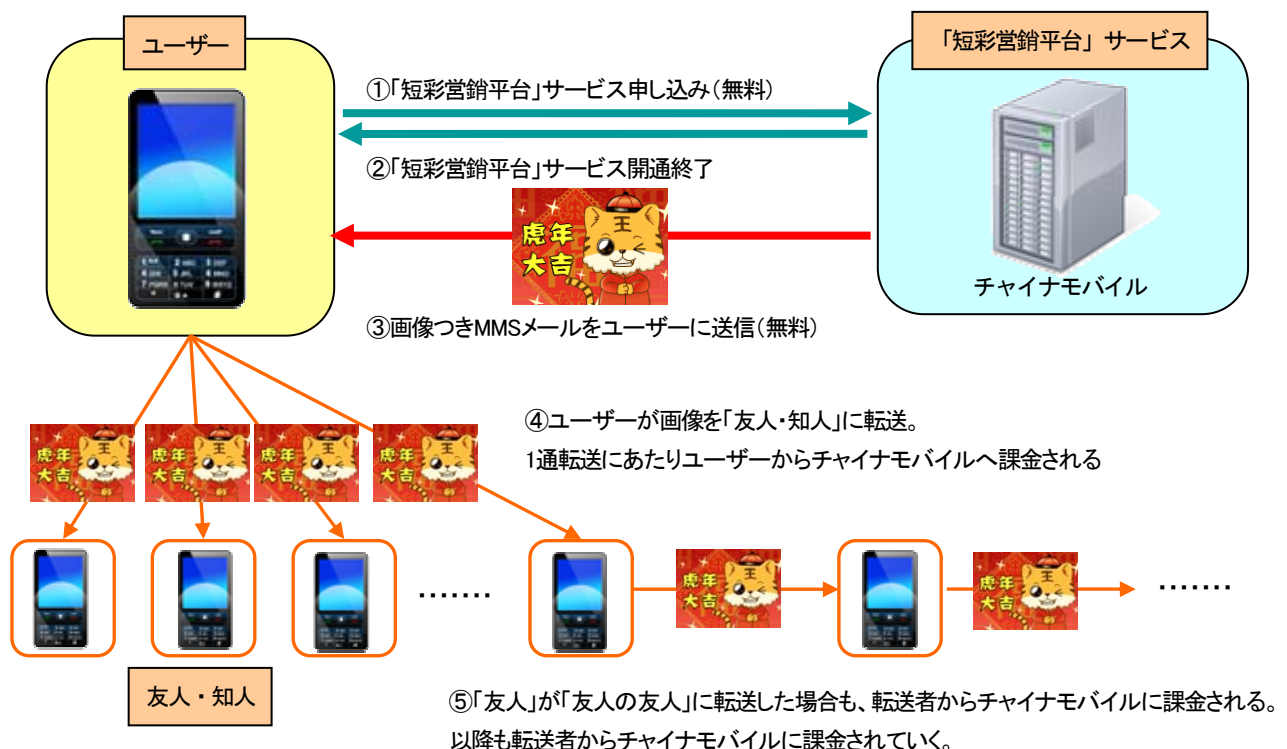 ユーザー
「短彩営銷平台」サービス
①「短彩営銷平台」サービス申し込み（無料）
②「短彩営銷平台」サービス開通終了
虎年
大吉
王
チャイナモバイル
③画像つきMMSメールをユーザーに送信（無料）
④ユーザーが画像を「友人・知人」に転送。
1通転送にあたりユーザーからチャイナモバイルへ課金される
虎年
大吉
虎年
大吉
虎年
大吉
虎年
大吉
.......
虎年
大吉
虎年
大吉
.......
友人・知人
⑤「友人」が「友人の友人」に転送した場合も、転送者からチャイナモバイルに課金される。
以降も転送者からチャイナモバイルに課金されていく。